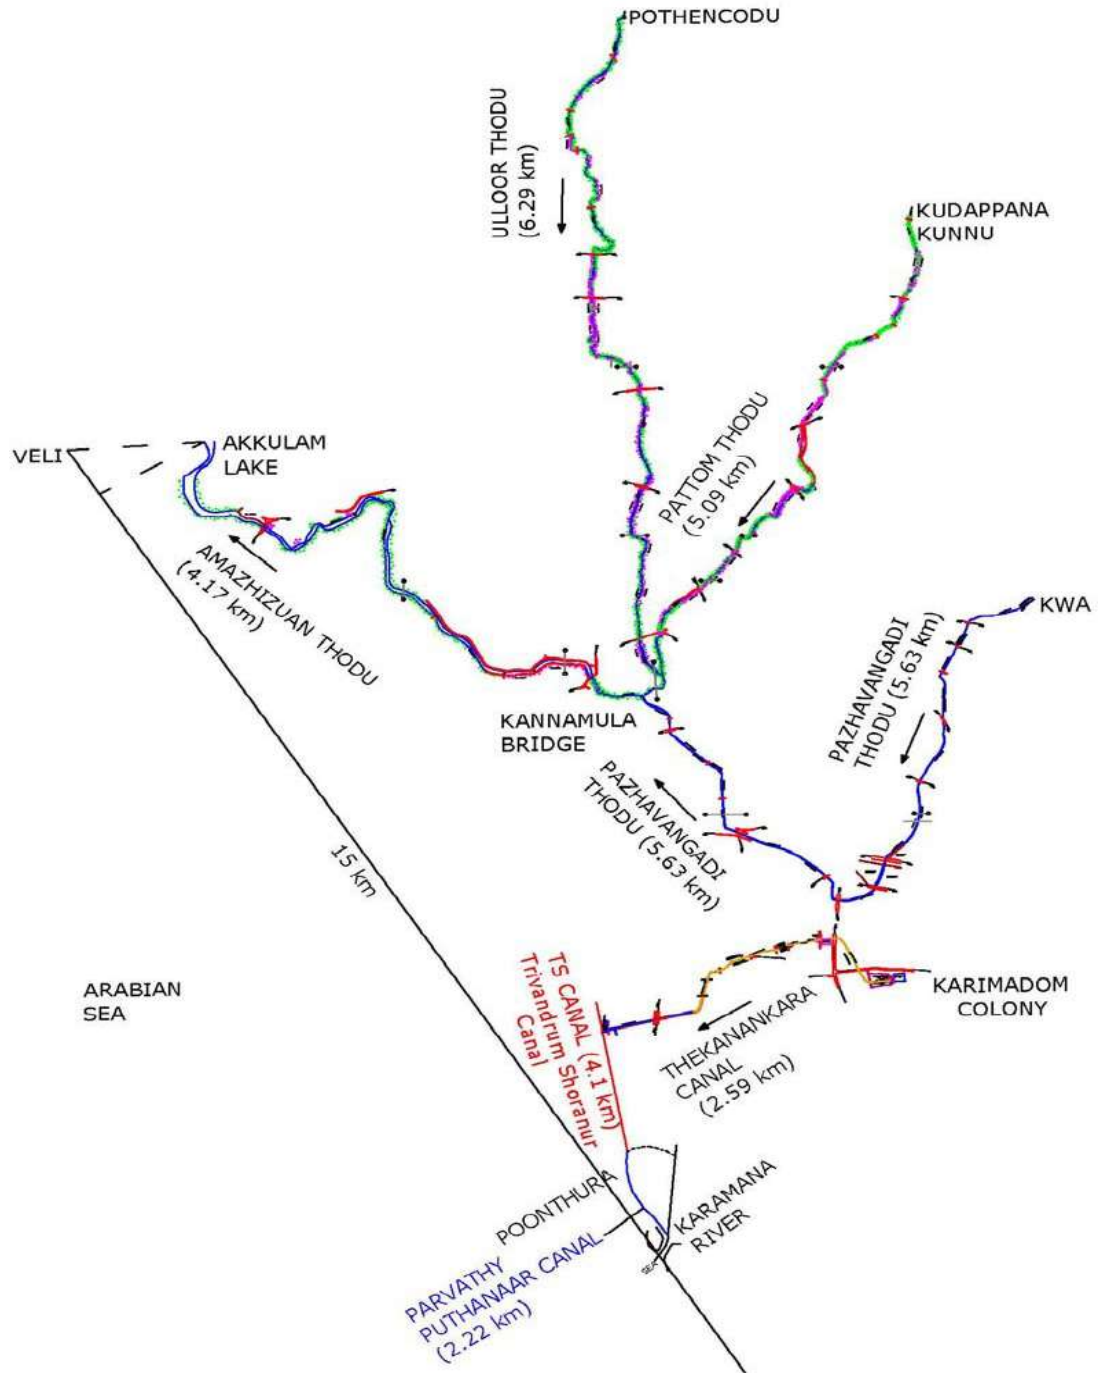 POTHENCODU
ULLOOR THODU
(6.29 km)
KUDAPPANA
KUNNU
PATTOM THODU
(5.09 km)
VELI
AKKULAM
LAKE
AMAZHIZUAN THODU
(4.17 km)
KWA
PAZHAVANGADI
THODU (5.63 km)
KANNAMULA
BRIDGE
PAZHAVANGADI
THODU (5.63 km)
15 km
ARABIAN
SEA
TS CANAL (4.1 km)
Trivandrum Shoranur
Canal
KARIMADOM
COLONY
THEKANANKARA
CANAL
(2.59 km)
POONTHURA
KARAMANA
RIVER
SEA
PARVATHY
PUTHANAAR CANAL
(2.22 km)